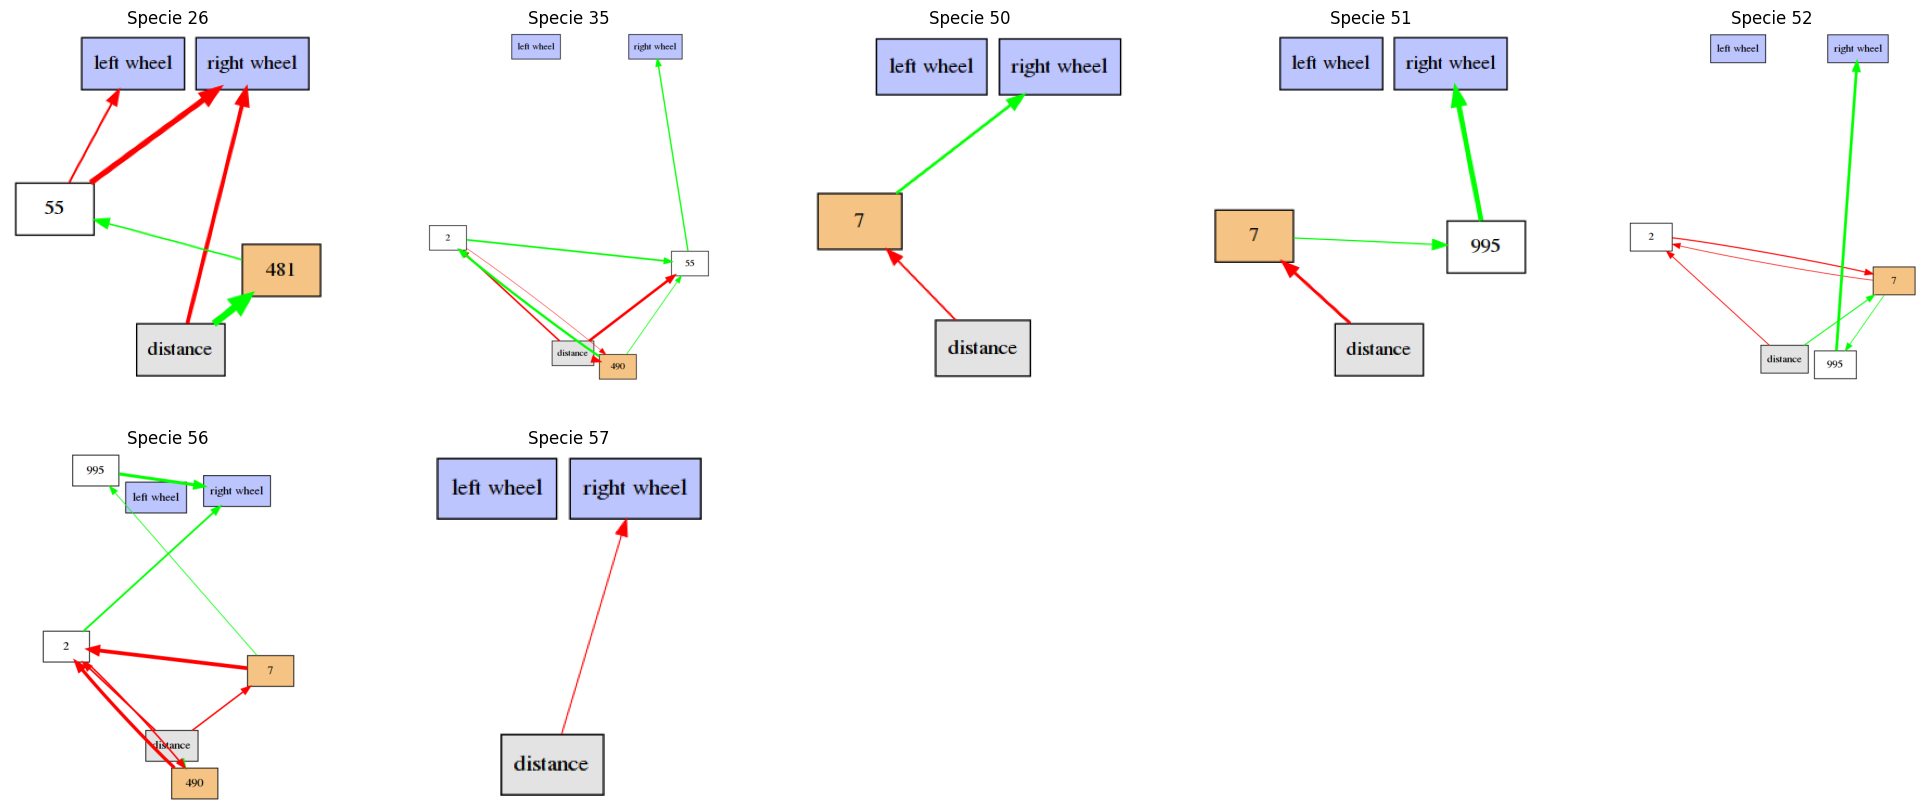 Specie 26
left wheel
right wheel
55
481
distance
Specie 35
left wheel
right wheel
2
55
distance
490
Specie 50
left wheel
right wheel
7
distance
Specie 51
left wheel
right wheel
7
995
distance
Specie 52
left wheel
right wheel
2
7
distance
995
Specie 56
995
left wheel
right wheel
2
7
distance
490
Specie 57
left wheel
right wheel
distance